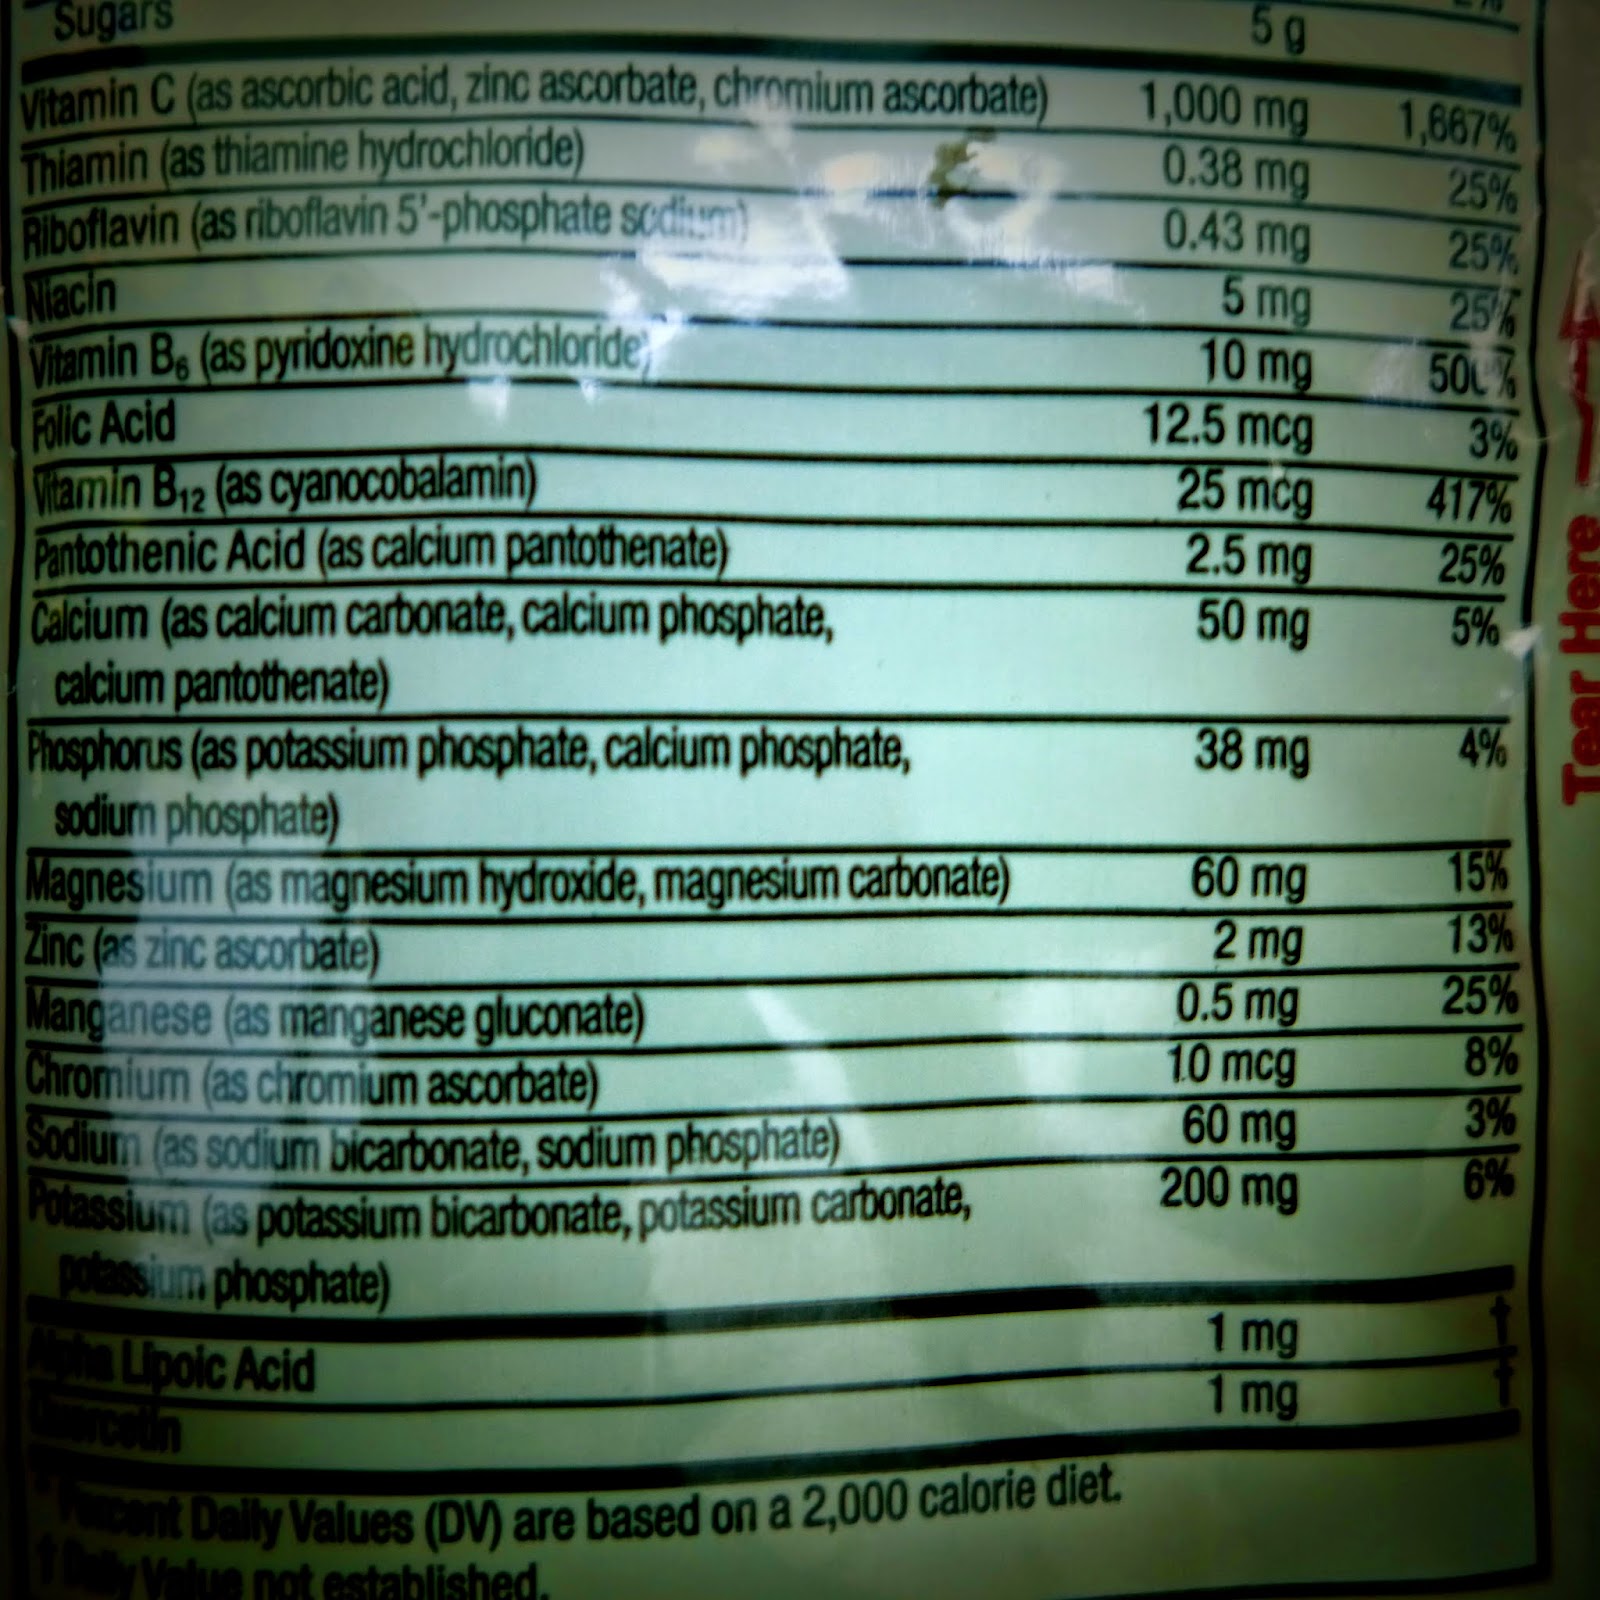 Sugars 5 g
Vitamin C (as ascorbic acid, zinc ascorbate, chromium ascorbate) 1,000 mg 1,667%
Thiamin (as thiamine hydrochloride) 0.38 mg 25%
Riboflavin (as riboflavin 5'-phosphate sodium) 0.43 mg 25%
Niacin 5 mg 25%
Vitamin B6 (as pyridoxine hydrochloride) 10 mg 500%
Folic Acid 12.5 mcg 3%
Vitamin B12 (as cyanocobalamin) 25 mcg 417%
Pantothenic Acid (as calcium pantothenate) 2.5 mg 25%
Calcium (as calcium carbonate, calcium phosphate, 50 mg 5%
calcium pantothenate)
Phosphorus (as potassium phosphate, calcium phosphate, 38 mg 4%
sodium phosphate)
Magnesium (as magnesium hydroxide, magnesium carbonate) 60 mg 15%
Zinc (as zinc ascorbate) 2 mg 13%
Manganese (as manganese gluconate) 0.5 mg 25%
Chromium (as chromium ascorbate) 10 mcg 8%
Sodium (as sodium bicarbonate, sodium phosphate) 60 mg 3%
Potassium (as potassium bicarbonate, potassium carbonate, 200 mg 6%
potassium phosphate)
Alpha Lipoic Acid 1 mg †
Quercetin 1 mg †
* Percent Daily Values (DV) are based on a 2,000 calorie diet.
† Daily Value not established.
Tear Here